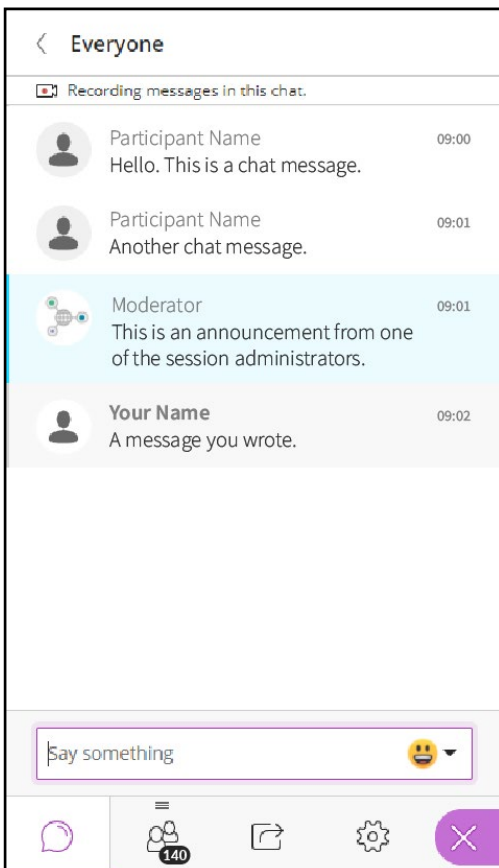 Everyone
Recording messages in this chat.
Participant Name 09:00
Hello. This is a chat message.
Participant Name 09:01
Another chat message.
Moderator 09:01
This is an announcement from one
of the session administrators.
Your Name 09:02
A message you wrote.
Say something
140